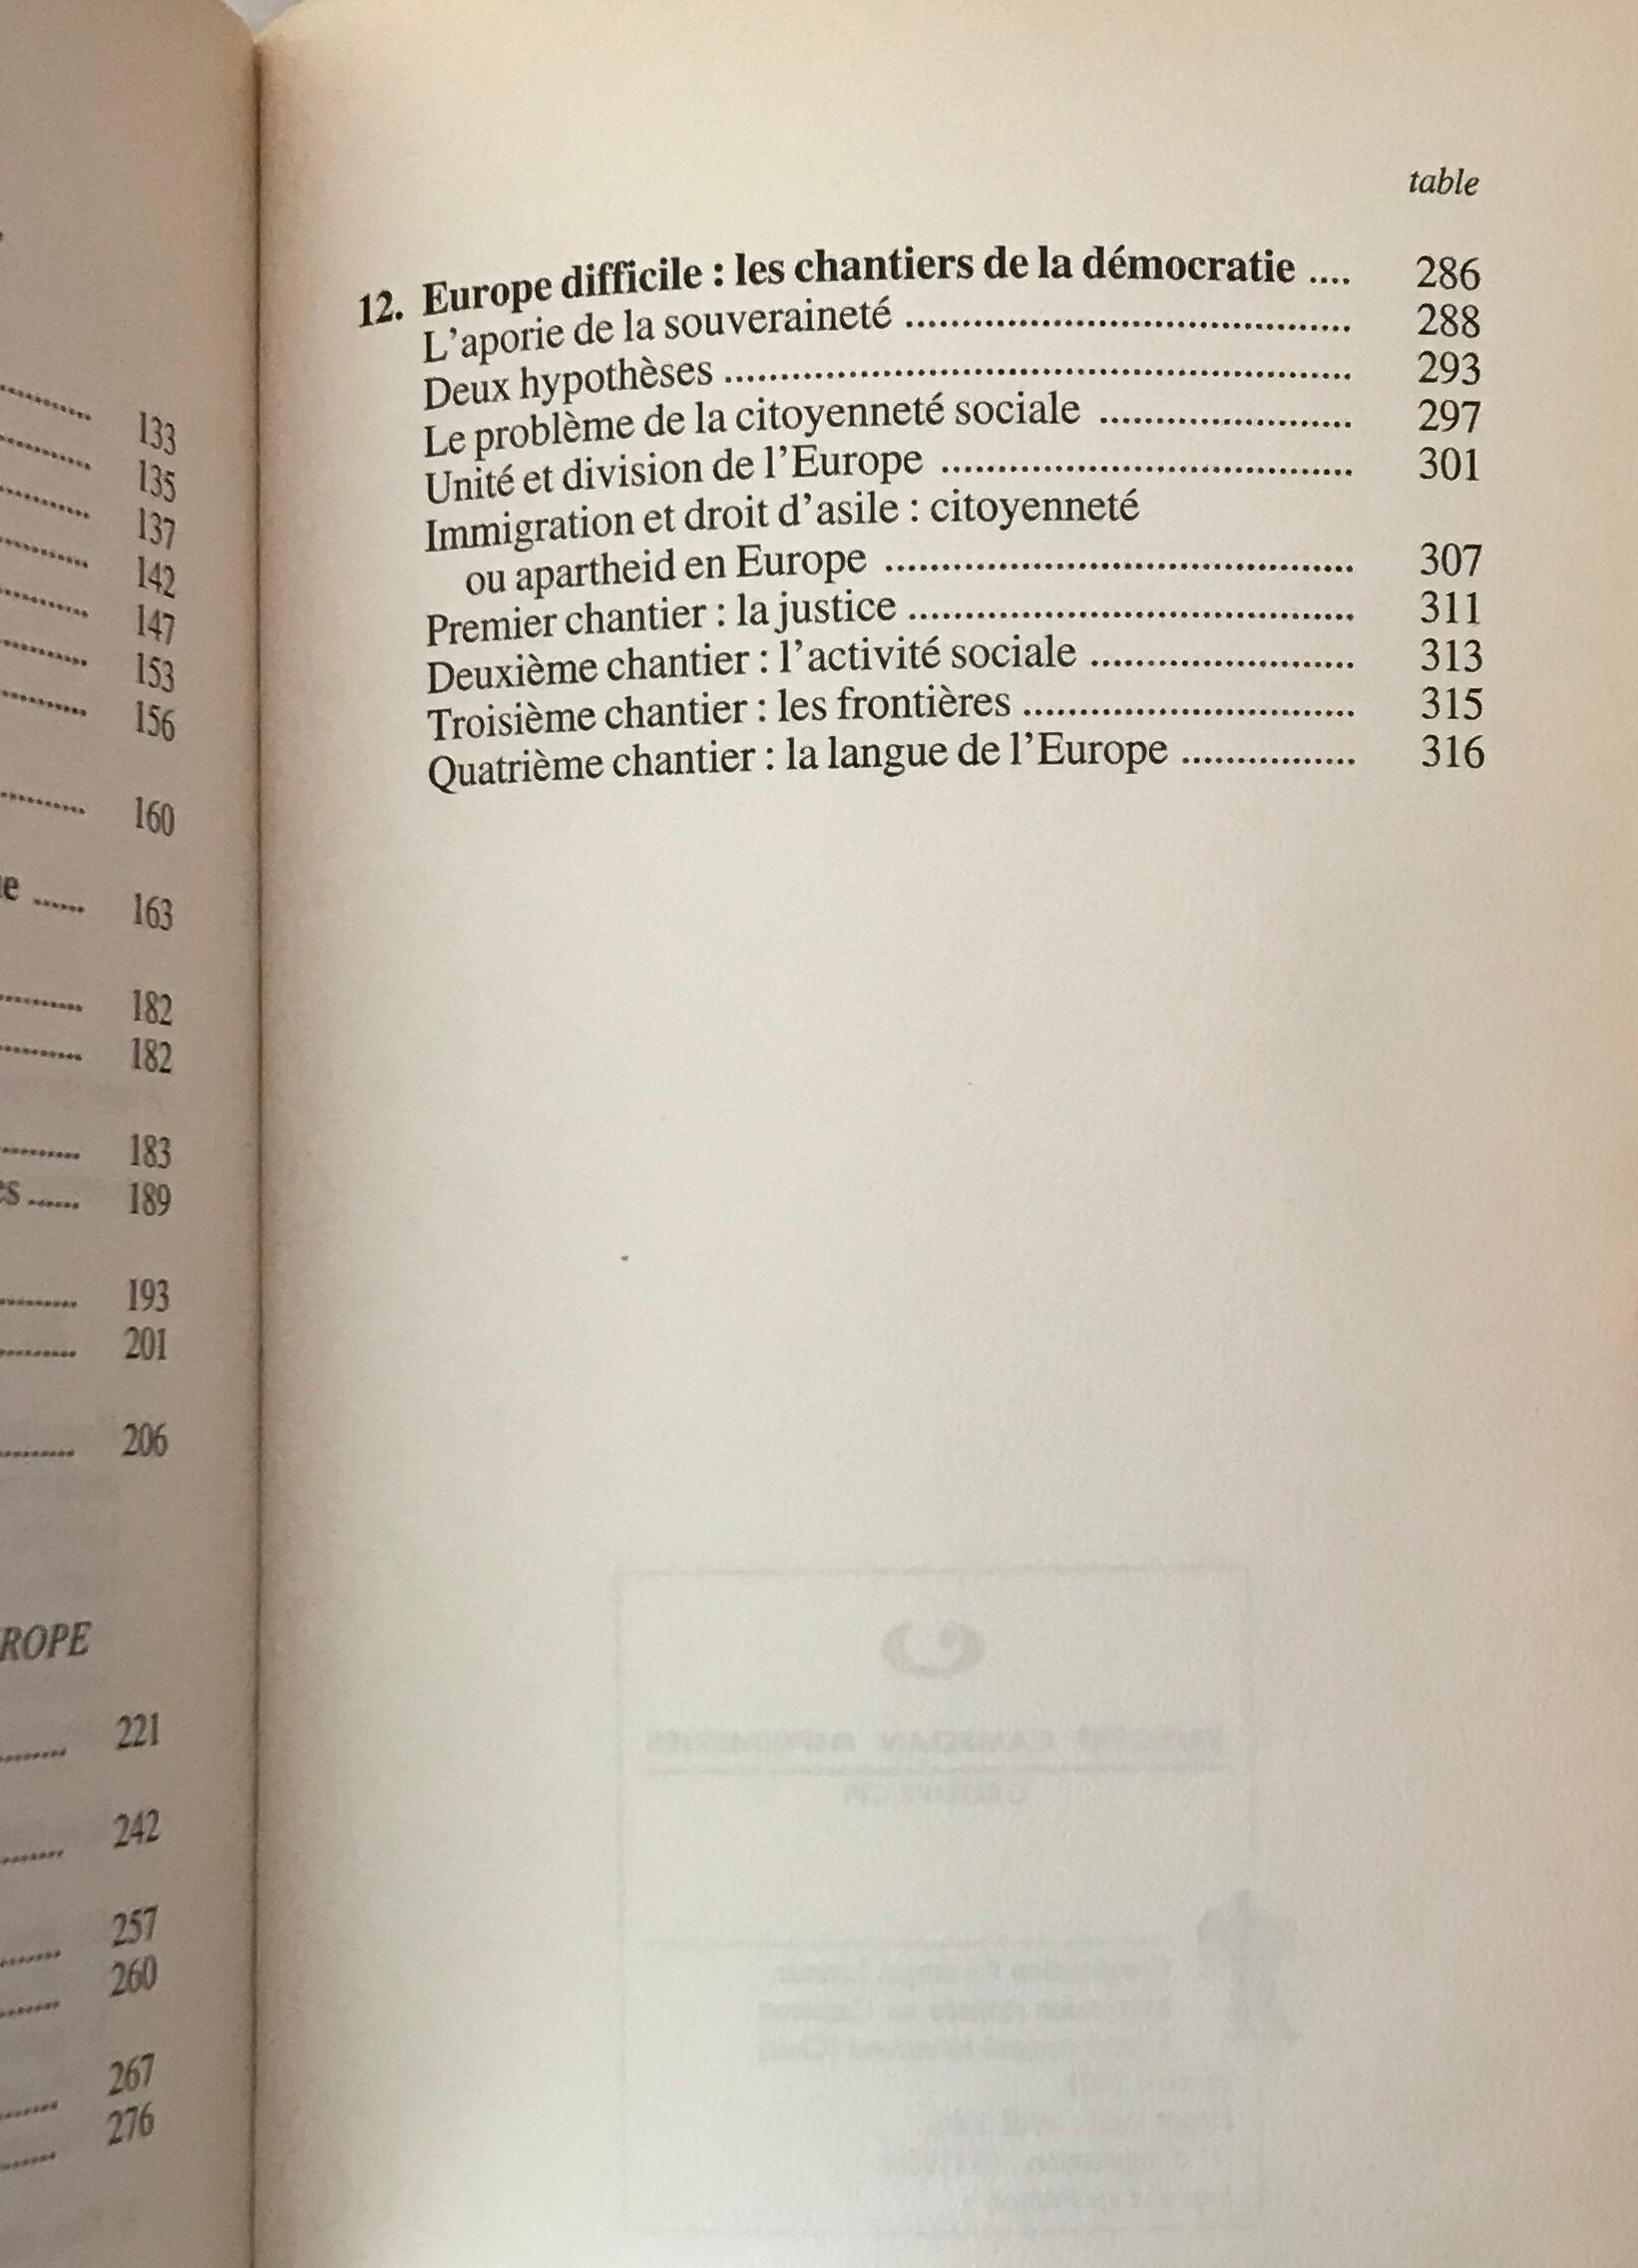 133
135
137
142
147
153
156
160
163
182
182
183
189
193
201
206
221
242
257
260
267
276
table
12. Europe difficile : les chantiers de la démocratie .... 286
L'aporie de la souveraineté ........................................ 288
Deux hypothèses ........................................................ 293
Le problème de la citoyenneté sociale ....................... 297
Unité et division de l'Europe ..................................... 301
Immigration et droit d'asile : citoyenneté
ou apartheid en Europe .......................................... 307
Premier chantier : la justice ........................................ 311
Deuxième chantier : l'activité sociale ........................ 313
Troisième chantier : les frontières .............................. 315
Quatrième chantier : la langue de l'Europe ................ 316